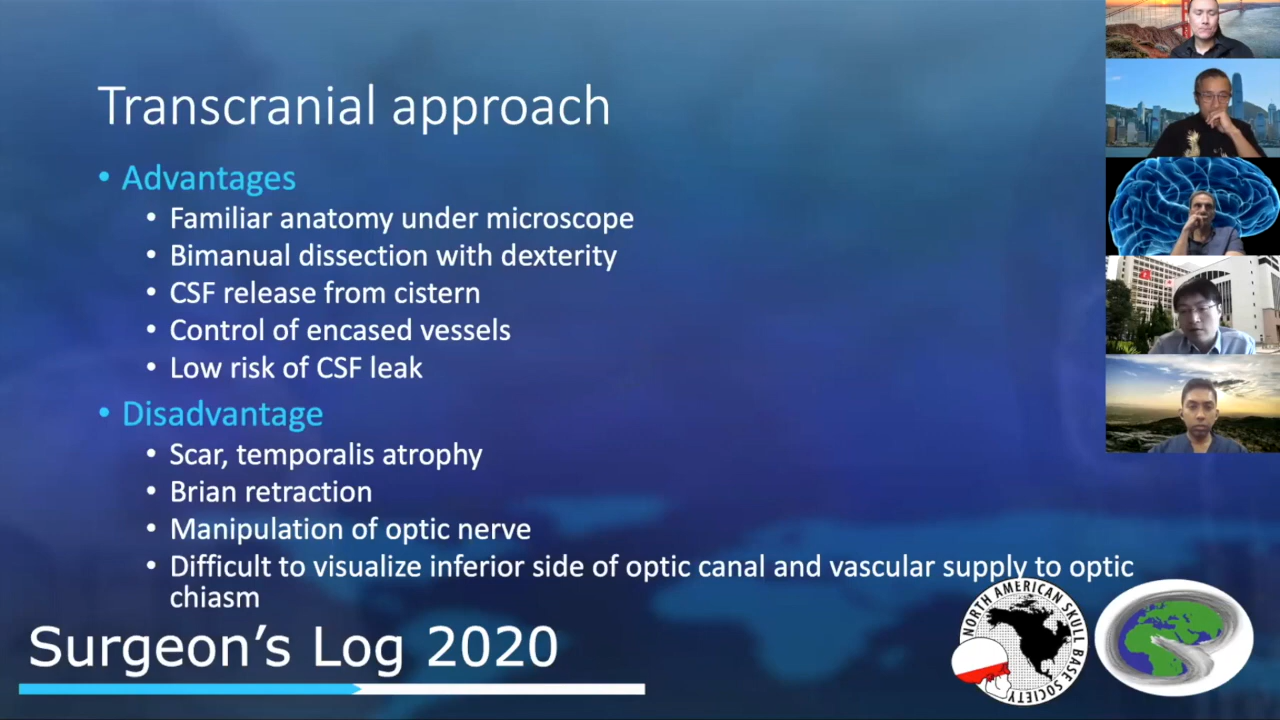 Transcranial approach
• Advantages
• Familiar anatomy under microscope
• Bimanual dissection with dexterity
• CSF release from cistern
• Control of encased vessels
• Low risk of CSF leak
• Disadvantage
• Scar, temporalis atrophy
• Brian retraction
• Manipulation of optic nerve
• Difficult to visualize inferior side of optic canal and vascular supply to optic
chiasm
Surgeon's Log 2020
NORTH AMERICAN SKULL BASE SOCIETY